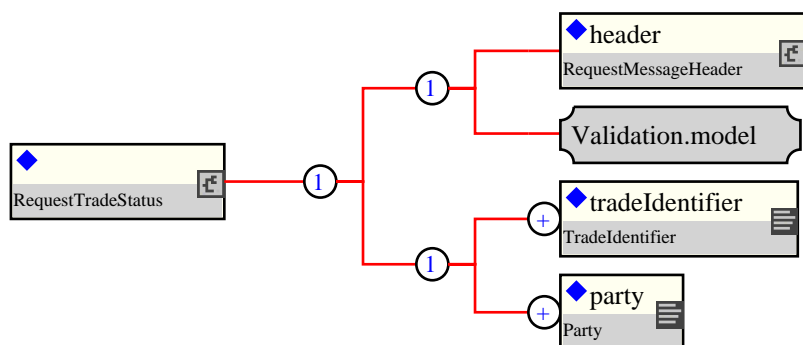 header
RequestMessageHeader
1
Validation.model
RequestTradeStatus
1
tradeIdentifier
+
TradeIdentifier
1
party
+
Party